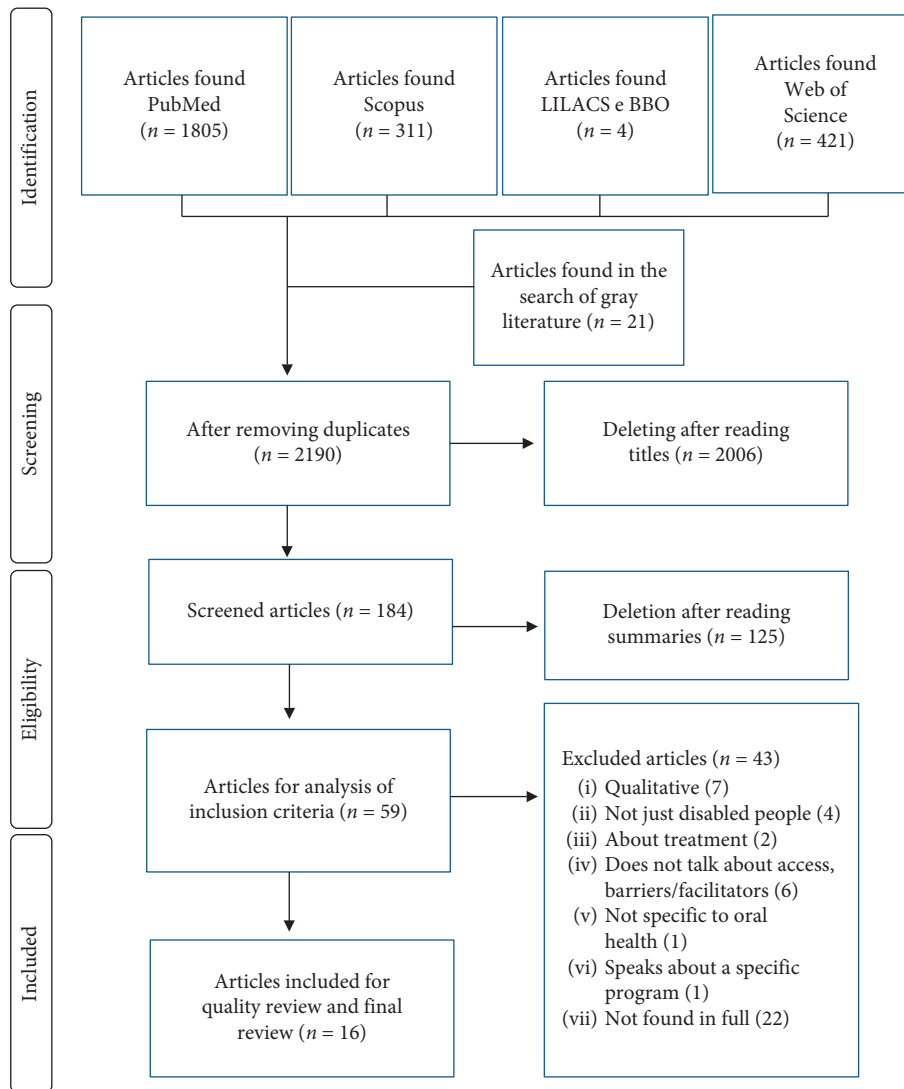 Identification
Articles found
PubMed
(n = 1805)
Articles found
Scopus
(n = 311)
Articles found
LILACS e BBO
(n = 4)
Articles found
Web of
Science
(n = 421)
Articles found in the
search of gray
literature (n = 21)
Screening
After removing duplicates
(n = 2190)
Deleting after reading
titles (n = 2006)
Eligibility
Screened articles (n = 184)
Deletion after reading
summaries (n = 125)
Articles for analysis of
inclusion criteria (n = 59)
Excluded articles (n = 43)
(i) Qualitative (7)
(ii) Not just disabled people (4)
(iii) About treatment (2)
(iv) Does not talk about access,
barriers/facilitators (6)
(v) Not specific to oral
health (1)
(vi) Speaks about a specific
program (1)
(vii) Not found in full (22)
Included
Articles included for
quality review and final
review (n = 16)